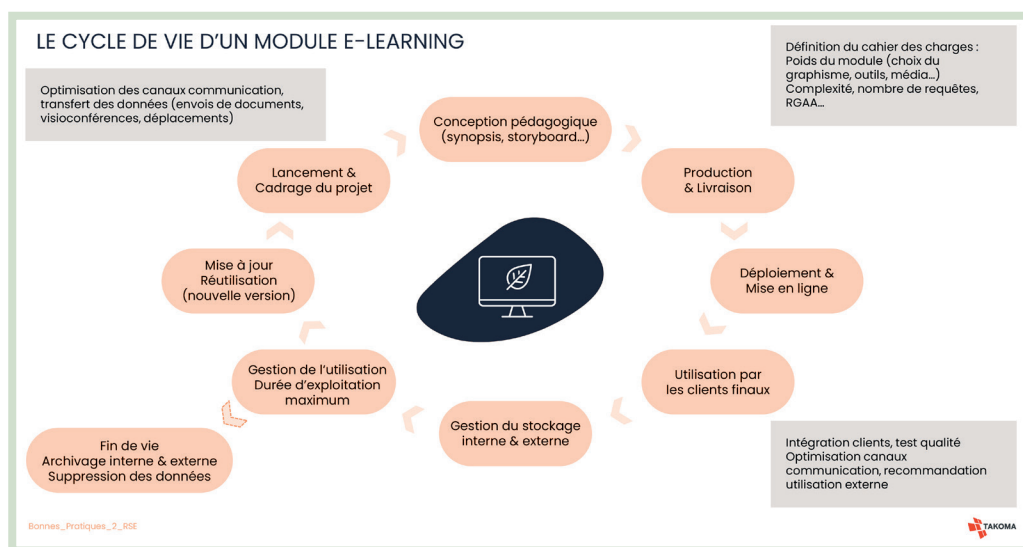 LE CYCLE DE VIE D'UN MODULE E-LEARNING
Optimisation des canaux communication,
transfert des données (envois de documents,
visioconférences, déplacements)
Définition du cahier des charges :
Poids du module (choix du
graphisme, outils, média...)
Complexité, nombre de requêtes,
RGAA...
Conception pédagogique
(synopsis, storyboard...)
Lancement &
Cadrage du projet
Production
& Livraison
Mise à jour
Réutilisation
(nouvelle version)
Déploiement &
Mise en ligne
Gestion de l'utilisation
Durée d'exploitation
maximum
Utilisation par
les clients finaux
Gestion du stockage
interne & externe
Fin de vie
Archivage interne & externe
Suppression des données
Intégration clients, test qualité
Optimisation canaux
communication, recommandation
utilisation externe
Bonnes_Pratiques_2_RSE
TAKOMA